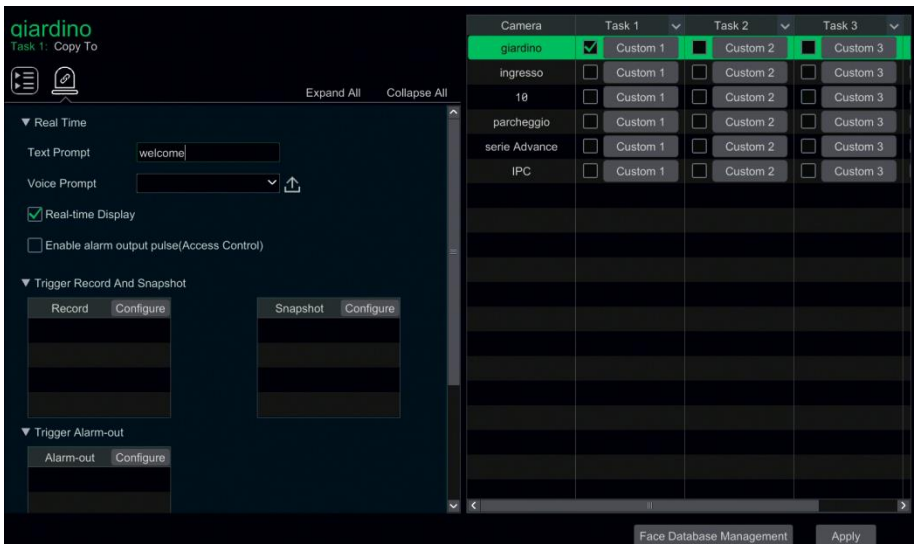 giardino
Task 1: Copy To
Expand All Collapse All
Real Time
Text Prompt welcome
Voice Prompt
Real-time Display
Enable alarm output pulse(Access Control)
Trigger Record And Snapshot
Record Configure Snapshot Configure
Trigger Alarm-out
Alarm-out Configure
Camera Task 1 Task 2 Task 3
giardino Custom 1 Custom 2 Custom 3
ingresso Custom 1 Custom 2 Custom 3
10 Custom 1 Custom 2 Custom 3
parcheggio Custom 1 Custom 2 Custom 3
serie Advance Custom 1 Custom 2 Custom 3
IPC Custom 1 Custom 2 Custom 3
Face Database Management Apply